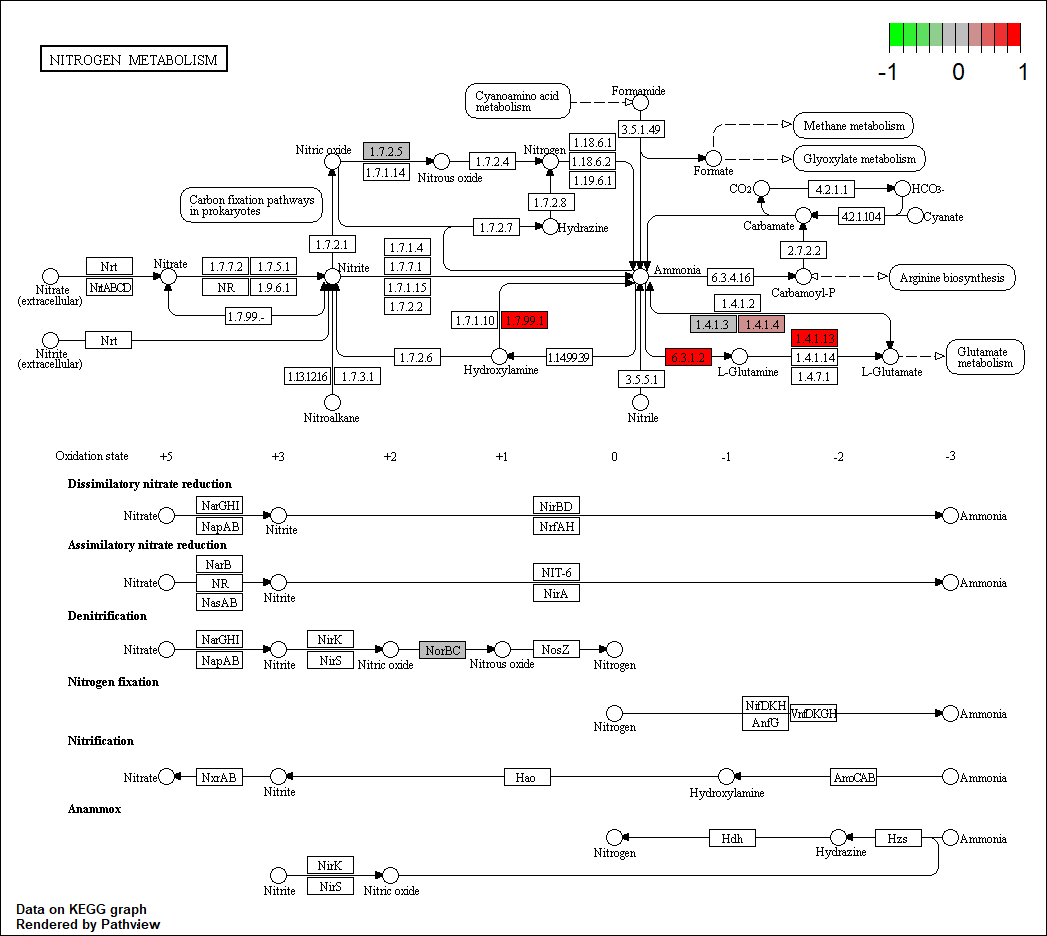 NITROGEN METABOLISM
-1 0 1
Cyanoamino acid
metabolism
Formamide
3.5.1.49
Methane metabolism
Glyoxylate metabolism
Formate
Nitric oxide
1.7.2.5
1.7.1.14
Nitrous oxide
1.7.2.4
Nitrogen
1.18.6.1
1.18.6.2
1.19.6.1
1.7.2.8
1.7.2.7
Hydrazine
CO2
4.2.1.1
HCO3-
Carbamate
4.2.1.104
Cyanate
2.7.2.2
Carbon fixation pathways
in prokaryotes
1.7.2.1
Nitrate
(extracellular)
Nrt
NrtABCD
Nitrate
1.7.7.2
1.7.5.1
NR
1.9.6.1
Nitrite
1.7.1.4
1.7.7.1
1.7.1.15
1.7.2.2
Ammonia
6.3.4.16
Carbamoyl-P
Arginine biosynthesis
1.7.99.-
Nitrite
(extracellular)
Nrt
1.7.1.10
1.7.99.1
1.4.1.2
1.4.1.3
1.4.1.4
1.4.1.13
1.4.1.14
1.4.7.1
1.7.2.6
Hydroxylamine
1.14.99.39
6.3.1.2
L-Glutamine
L-Glutamate
Glutamate
metabolism
1.13.12.16
1.7.3.1
Nitroalkane
3.5.5.1
Nitrile
Oxidation state +5 +3 +2 +1 0 -1 -2 -3
Dissimilatory nitrate reduction
Nitrate
NarGHI
NapAB
Nitrite
NirBD
NrfAH
Ammonia
Assimilatory nitrate reduction
Nitrate
NarB
NR
NasAB
Nitrite
NIT-6
NirA
Ammonia
Denitrification
Nitrate
NarGHI
NapAB
Nitrite
NirK
NirS
Nitric oxide
NorBC
Nitrous oxide
NosZ
Nitrogen
Nitrogen fixation
Nitrogen
NifDKH
AnfG
VnfDKGH
Ammonia
Nitrification
Nitrate
NxrAB
Nitrite
Hao
Hydroxylamine
AmoCAB
Ammonia
Anammox
Nitrogen
Hdh
Hydrazine
Hzs
Ammonia
Nitrite
NirK
NirS
Nitric oxide
Data on KEGG graph
Rendered by Pathview